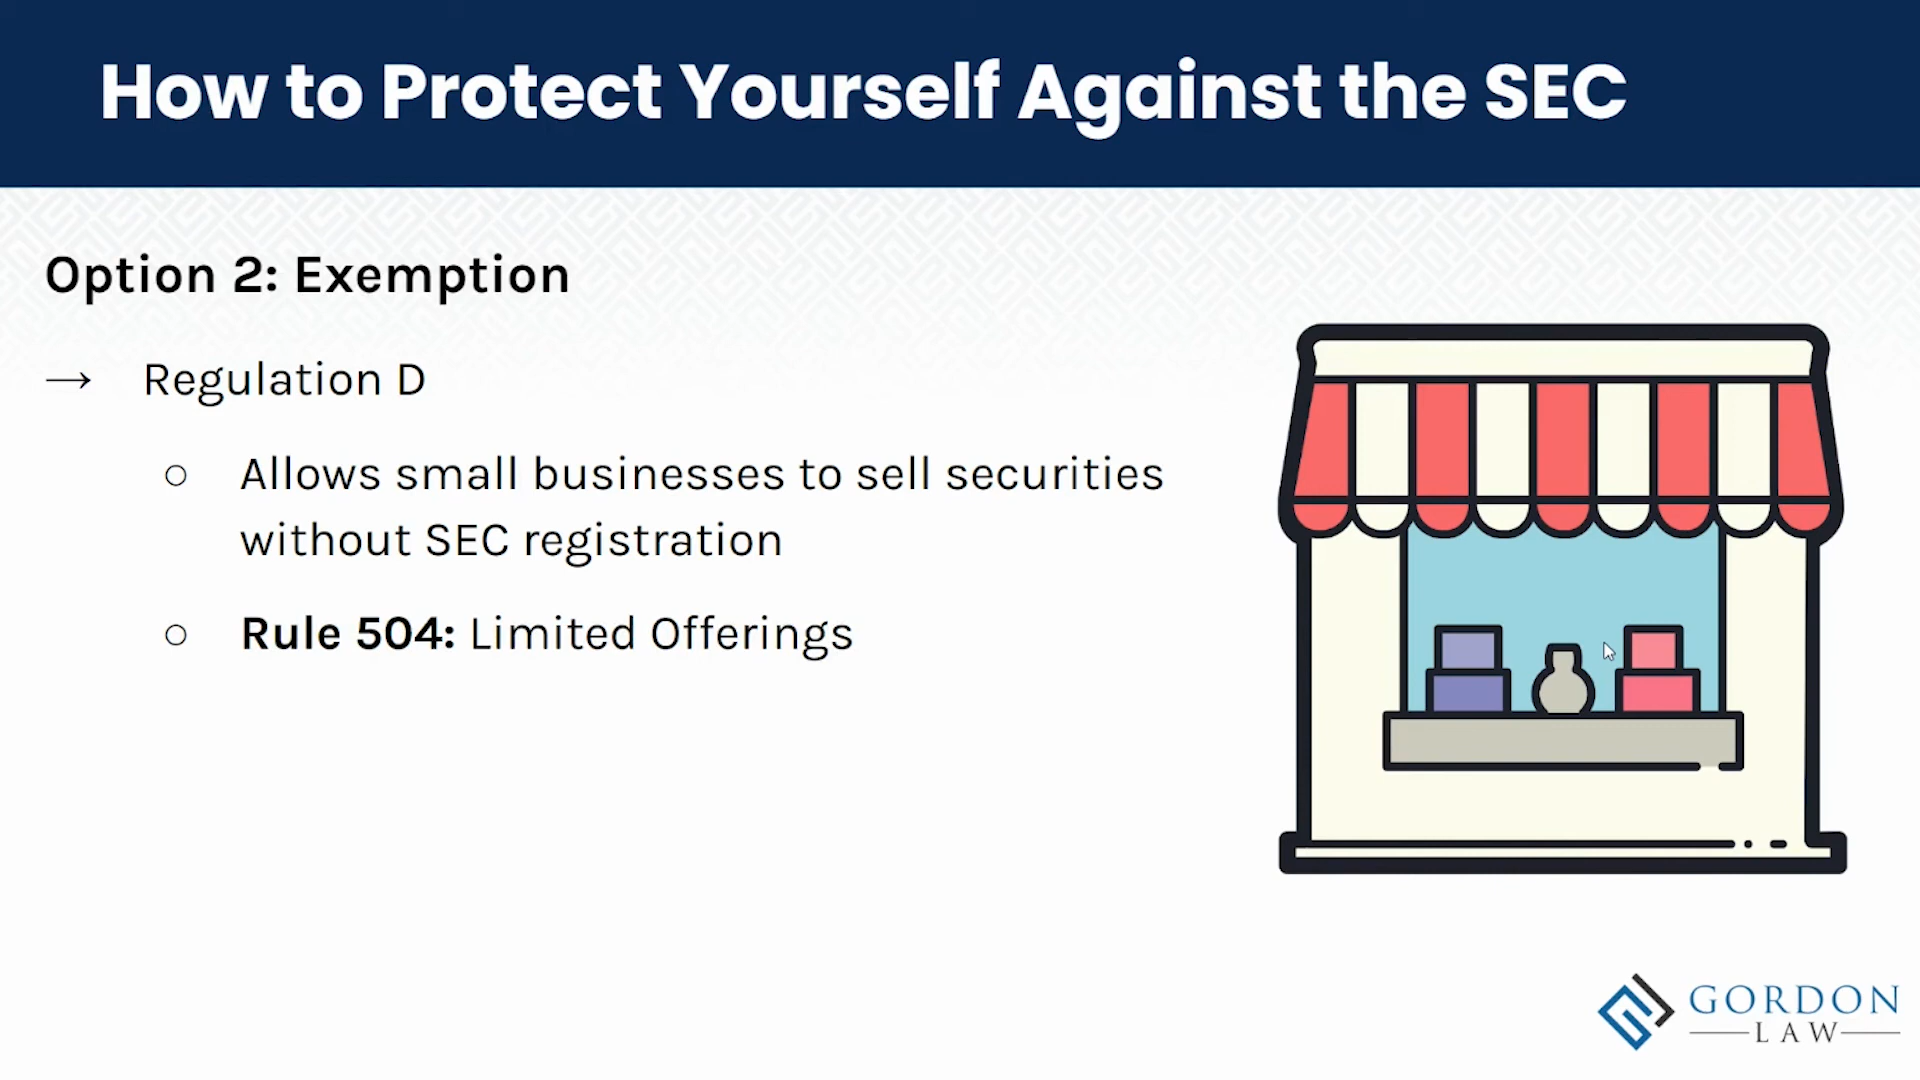 How to Protect Yourself Against the SEC
Option 2: Exemption
→ Regulation D
○ Allows small businesses to sell securities
without SEC registration
○ Rule 504: Limited Offerings
GORDON
LAW